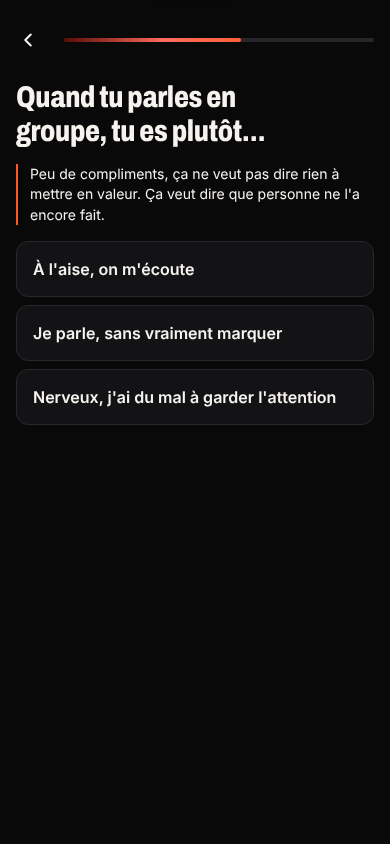 Quand tu parles en
groupe, tu es plutôt…
Peu de compliments, ça ne veut pas dire rien à
mettre en valeur. Ça veut dire que personne ne l'a
encore fait.
À l'aise, on m'écoute
Je parle, sans vraiment marquer
Nerveux, j'ai du mal à garder l'attention